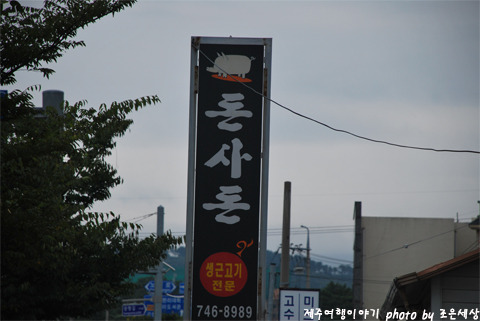 돈사돈
생근고기
전문
746-8989
고 미
수
제주여행이야기 photo by 조은세상